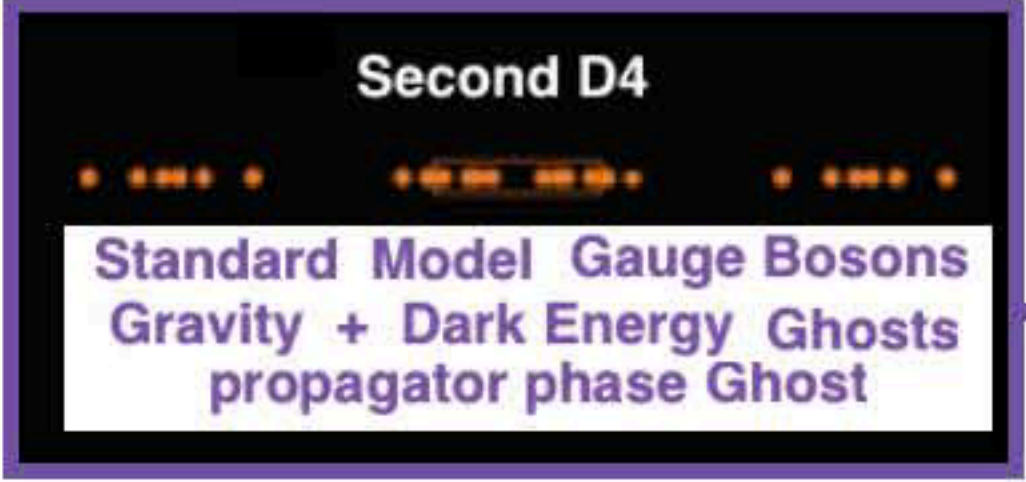 Second D4
Standard Model Gauge Bosons
Gravity + Dark Energy Ghosts
propagator phase Ghost